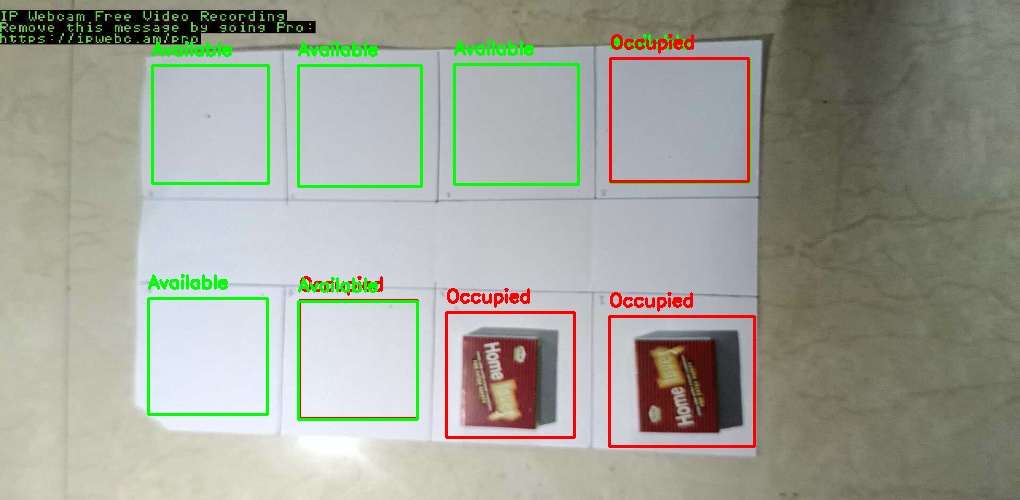 IP Webcam Free Video Recording
Remove this message by going Pro:
https://ipwebc.am/pro
Available
Available
Available
Occupied
Available
Occupied
Available
Occupied
Occupied
Home
Home